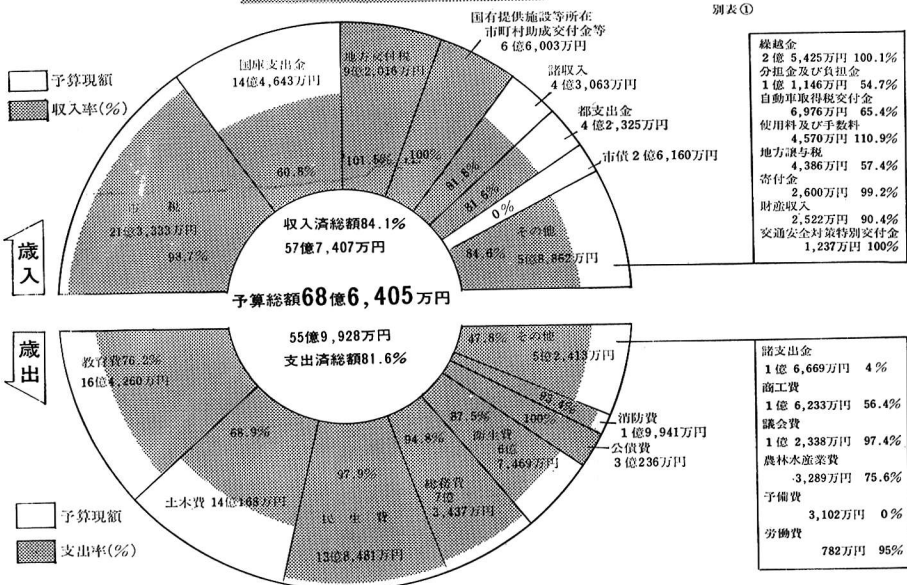 別表①
国有提供施設等所在
市町村助成交付金等
6億6,003万円
地方交付税
9億2,016万円
101.5%
100%
国庫支出金
14億4,643万円
60.8%
諸収入
4億3,063万円
81.8%
都支出金
4億2,325万円
81.6%
市債2億6,160万円
0%
予算現額
収入率(%)
市税
21億3,333万円
93.7%
その他
84.6%
5億8,862万円
歳入
収入済総額84.1%
57億7,407万円
予算総額68億6,405万円
55億9,928万円
支出済総額81.6%
繰越金
2億5,425万円 100.1%
分担金及び負担金
1億1,146万円 54.7%
自動車取得税交付金
6,976万円 65.4%
使用料及び手数料
4,570万円 110.9%
地方譲与税
4,386万円 57.4%
寄付金
2,600万円 99.2%
財産収入
2,522万円 90.4%
交通安全対策特別交付金
1,237万円 100%
歳出
教育費76.2%
16億4,260万円
68.9%
土木費 14億168万円
97.9%
民生費
13億8,481万円
94.8%
総務費
7億
3,437万円
87.5%
衛生費
6億
7,469万円
100%
公債費
3億236万円
93.4%
消防費
1億9,941万円
47.8% その他
5億2,413万円
予算現額
支出率(%)
諸支出金
1億6,669万円 4%
商工費
1億6,233万円 56.4%
議会費
1億2,338万円 97.4%
農林水産業費
3,289万円 75.6%
予備費
3,102万円 0%
労働費
782万円 95%